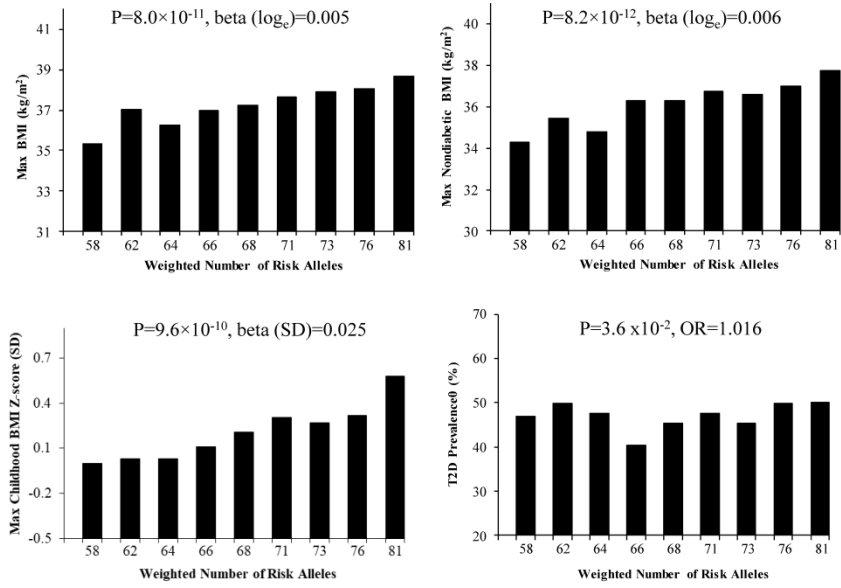 P=8.0×10⁻¹¹, beta (logₑ)=0.005
Max BMI (kg/m²)
41
39
37
35
33
31
58 62 64 66 68 71 73 76 81
Weighted Number of Risk Alleles
P=8.2×10⁻¹², beta (logₑ)=0.006
Max Nondiabetic BMI (kg/m²)
40
38
36
34
32
30
58 62 64 66 68 71 73 76 81
Weighted Number of Risk Alleles
P=9.6×10⁻¹⁰, beta (SD)=0.025
Max Childhood BMI Z-score (SD)
0.7
0.4
0.1
-0.2
-0.5
58 62 64 66 68 71 73 76 81
Weighted Number of Risk Alleles
P=3.6 x10⁻², OR=1.016
T2D Prevalence0 (%)
70
60
50
40
30
20
58 62 64 66 68 71 73 76 81
Weighted Number of Risk Alleles